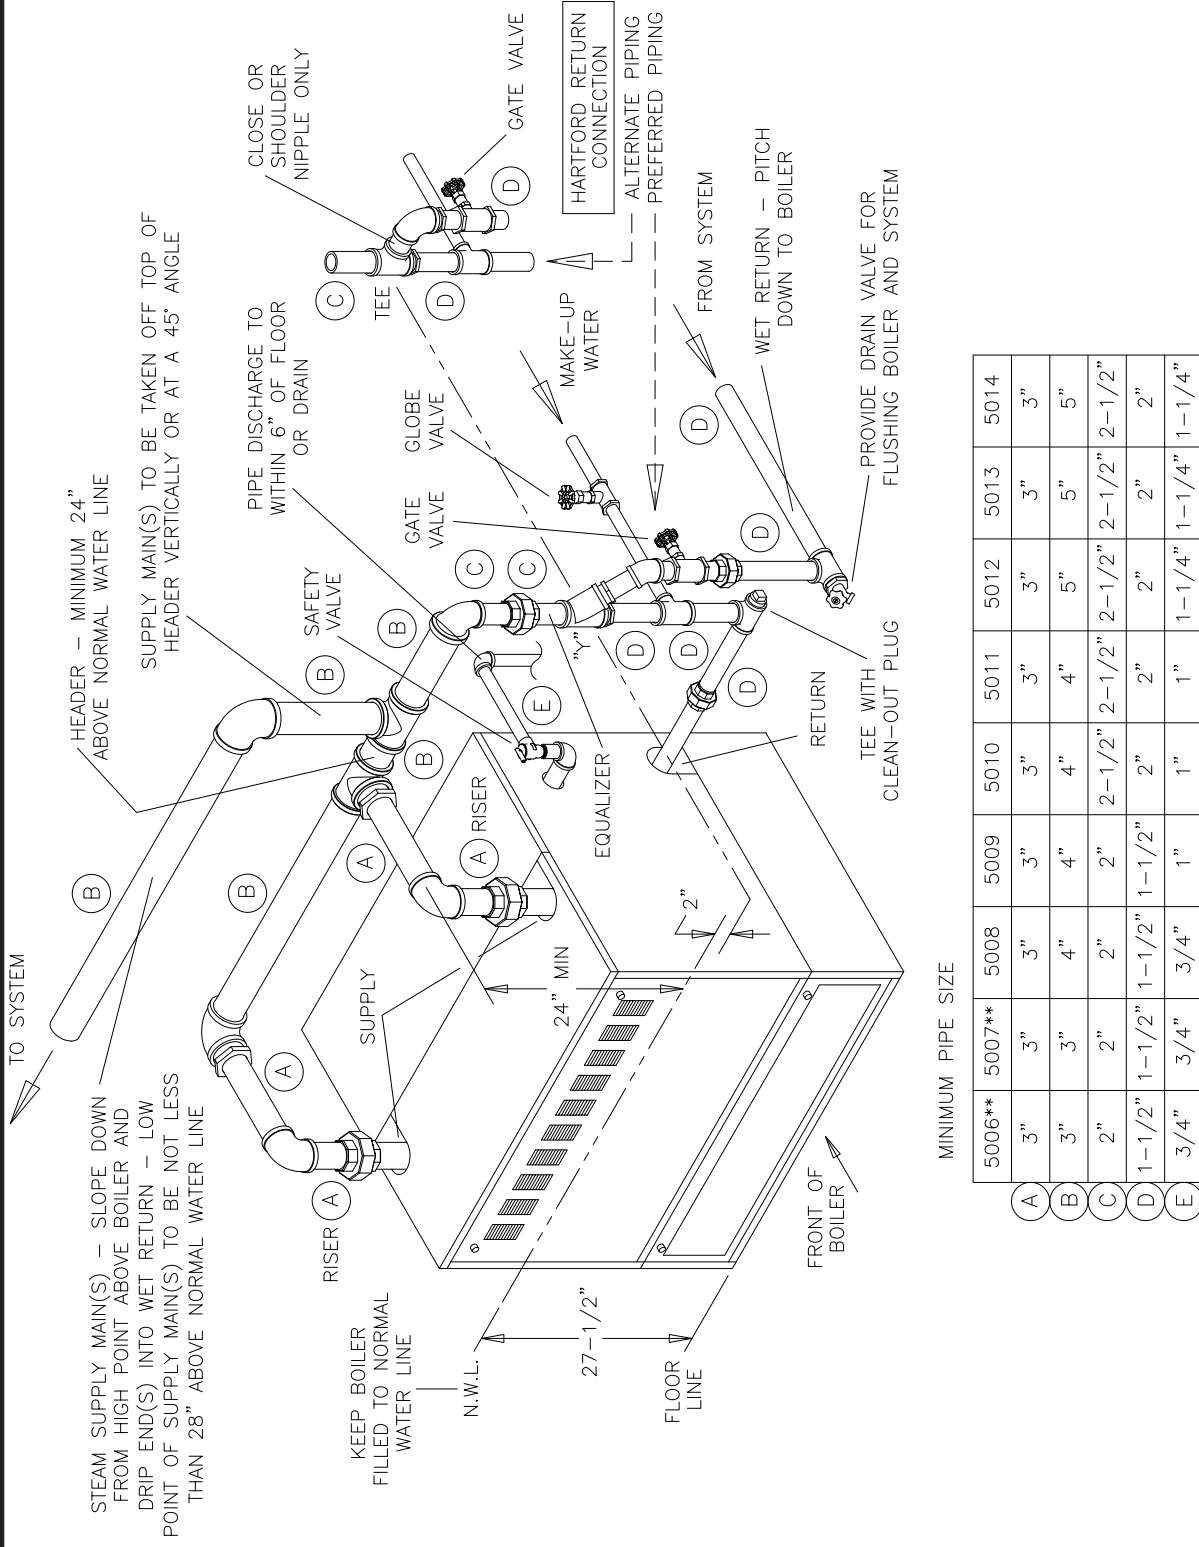 TO SYSTEM
STEAM SUPPLY MAIN(S) – SLOPE DOWN
FROM HIGH POINT ABOVE BOILER AND
DRIP END(S) INTO WET RETURN – LOW
POINT OF SUPPLY MAIN(S) TO BE NOT LESS
THAN 28" ABOVE NORMAL WATER LINE
B
HEADER – MINIMUM 24"
ABOVE NORMAL WATER LINE
SUPPLY MAIN(S) TO BE TAKEN OFF TOP OF
HEADER VERTICALLY OR AT A 45° ANGLE
CLOSE OR
SHOULDER
NIPPLE ONLY
GATE VALVE
D
C
TEE
D
HARTFORD RETURN
CONNECTION
ALTERNATE PIPING
PREFERRED PIPING
PIPE DISCHARGE TO
WITHIN 6" OF FLOOR
OR DRAIN
SAFETY
VALVE
GATE
VALVE
GLOBE
VALVE
MAKE-UP
WATER
FROM SYSTEM
WET RETURN – PITCH
DOWN TO BOILER
PROVIDE DRAIN VALVE FOR
FLUSHING BOILER AND SYSTEM
B
B
B
B
A
A
A RISER
RISER A
C
C
"Y"
D
D
D
D
D
E
EQUALIZER
RETURN
TEE WITH
CLEAN-OUT PLUG
SUPPLY
24" MIN
2"
KEEP BOILER
FILLED TO NORMAL
WATER LINE
N.W.L.
27-1/2"
FLOOR
LINE
FRONT OF
BOILER
MINIMUM PIPE SIZE
5006** 5007** 5008 5009 5010 5011 5012 5013 5014
A 3" 3" 3" 3" 3" 3" 3" 3" 3"
B 3" 3" 4" 4" 4" 4" 5" 5" 5"
C 2" 2" 2" 2" 2-1/2" 2-1/2" 2-1/2" 2-1/2" 2-1/2"
D 1-1/2" 1-1/2" 1-1/2" 1-1/2" 2" 2" 2" 2" 2"
E 3/4" 3/4" 3/4" 1" 1" 1" 1-1/4" 1-1/4" 1-1/4"